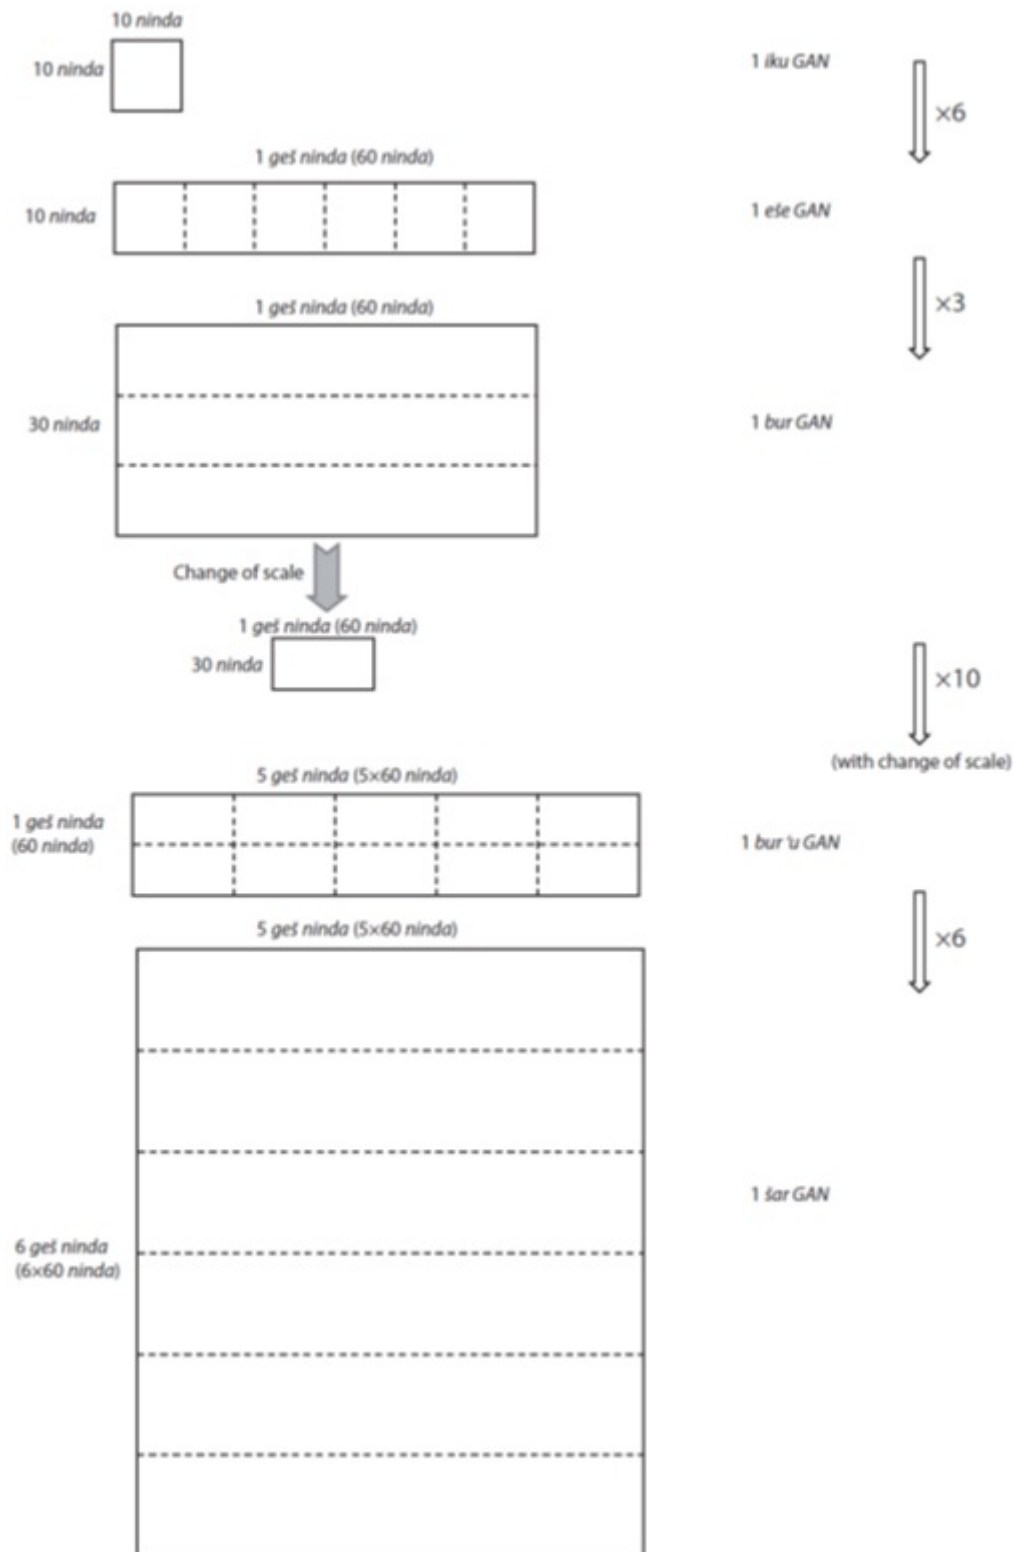 10 ninda
10 ninda
1 iku GAN
×6
1 geš ninda (60 ninda)
10 ninda
1 eše GAN
×3
1 geš ninda (60 ninda)
30 ninda
1 bur GAN
Change of scale
1 geš ninda (60 ninda)
30 ninda
×10
(with change of scale)
5 geš ninda (5×60 ninda)
1 geš ninda
(60 ninda)
1 bur 'u GAN
5 geš ninda (5×60 ninda)
×6
1 šar GAN
6 geš ninda
(6×60 ninda)